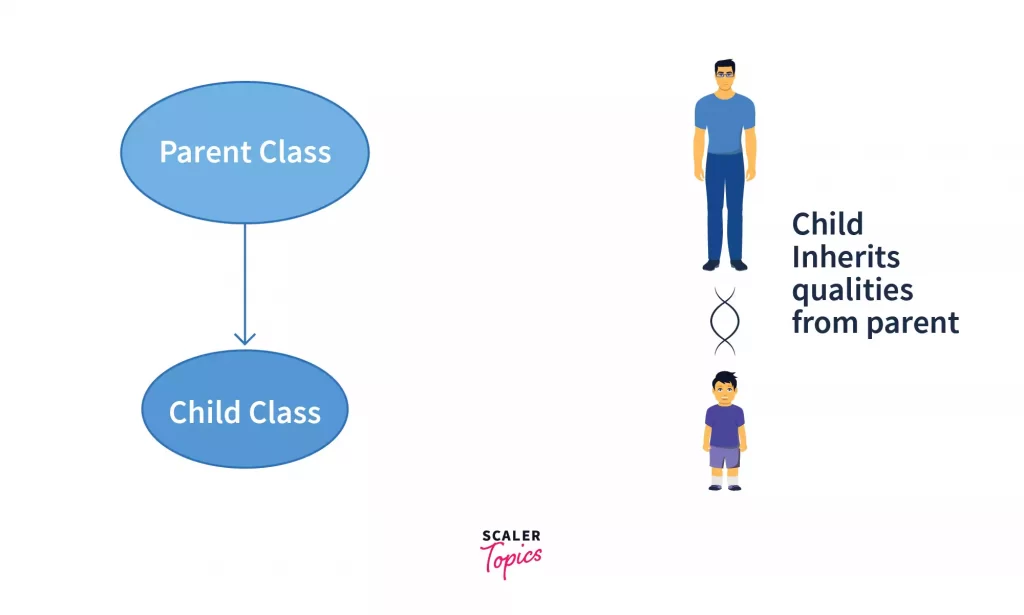 Parent Class
Child Class
Child
Inherits
qualities
from parent
SCALER
Topics